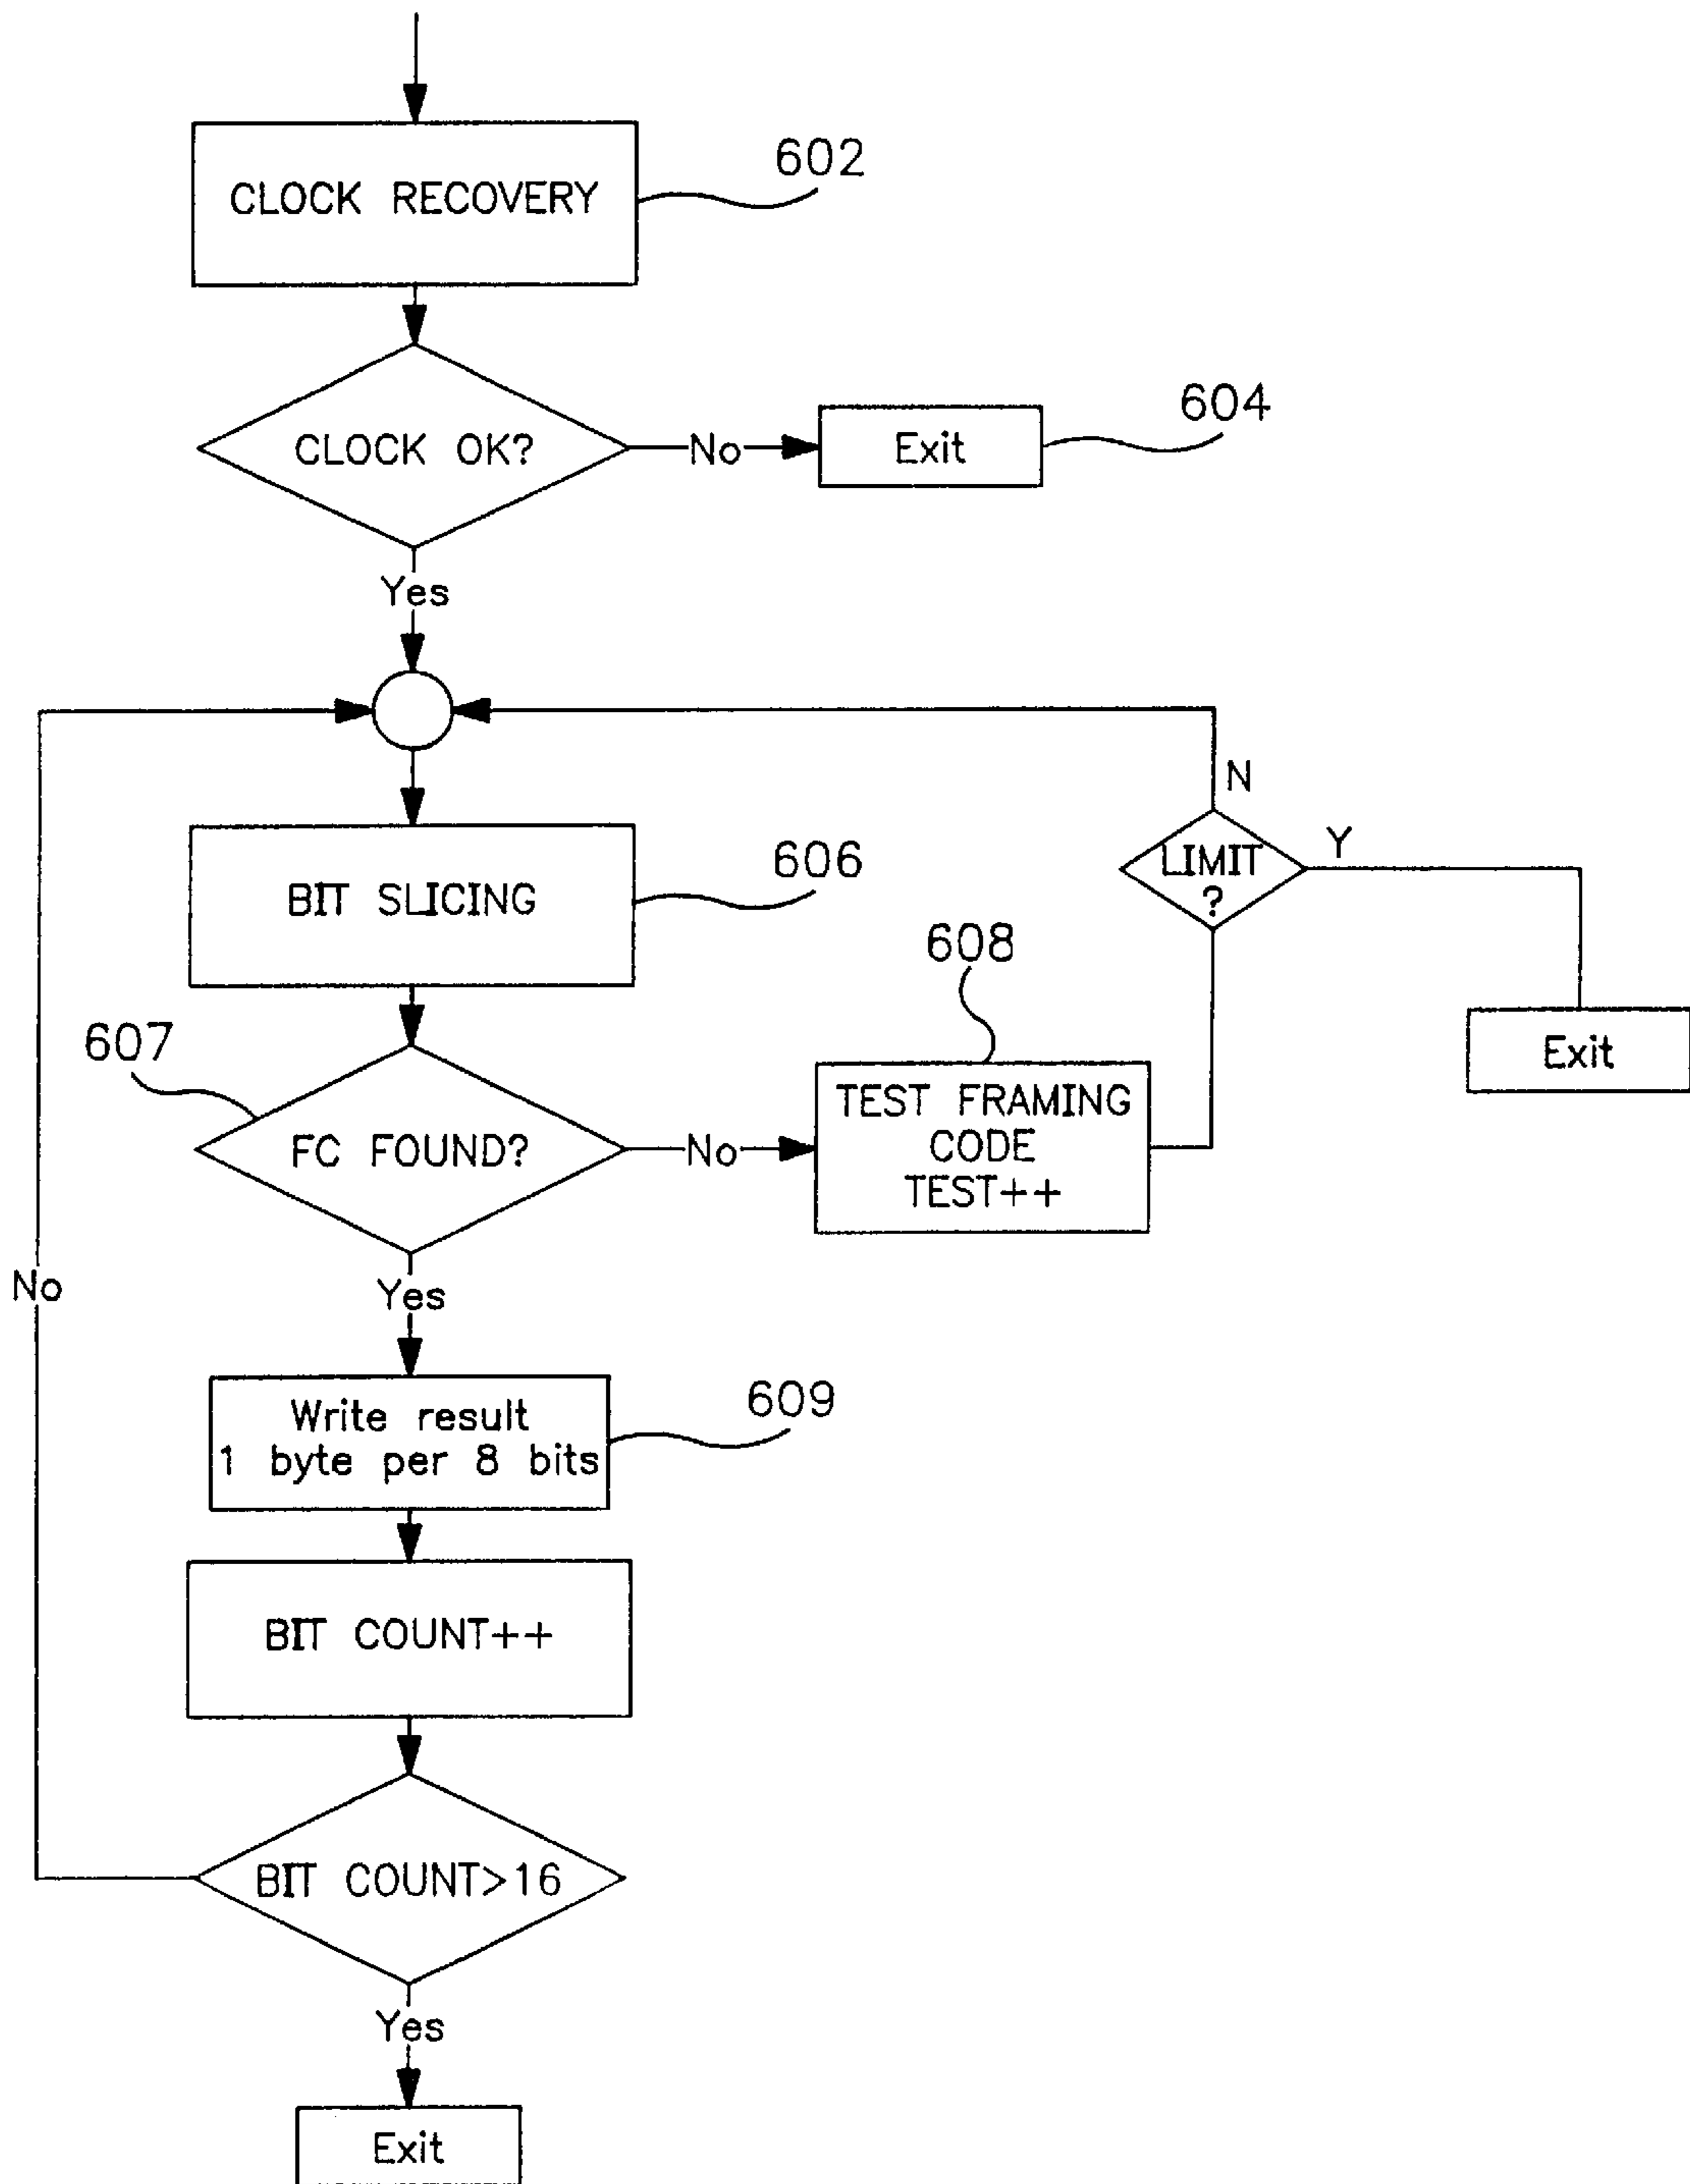 602
CLOCK RECOVERY
604
CLOCK OK?
No
Exit
Yes
N
LIMIT
?
Y
606
BIT SLICING
608
607
Exit
FC FOUND?
No
TEST FRAMING
CODE
TEST++
No
Yes
609
Write result
1 byte per 8 bits
BIT COUNT++
BIT COUNT>16
Yes
Exit